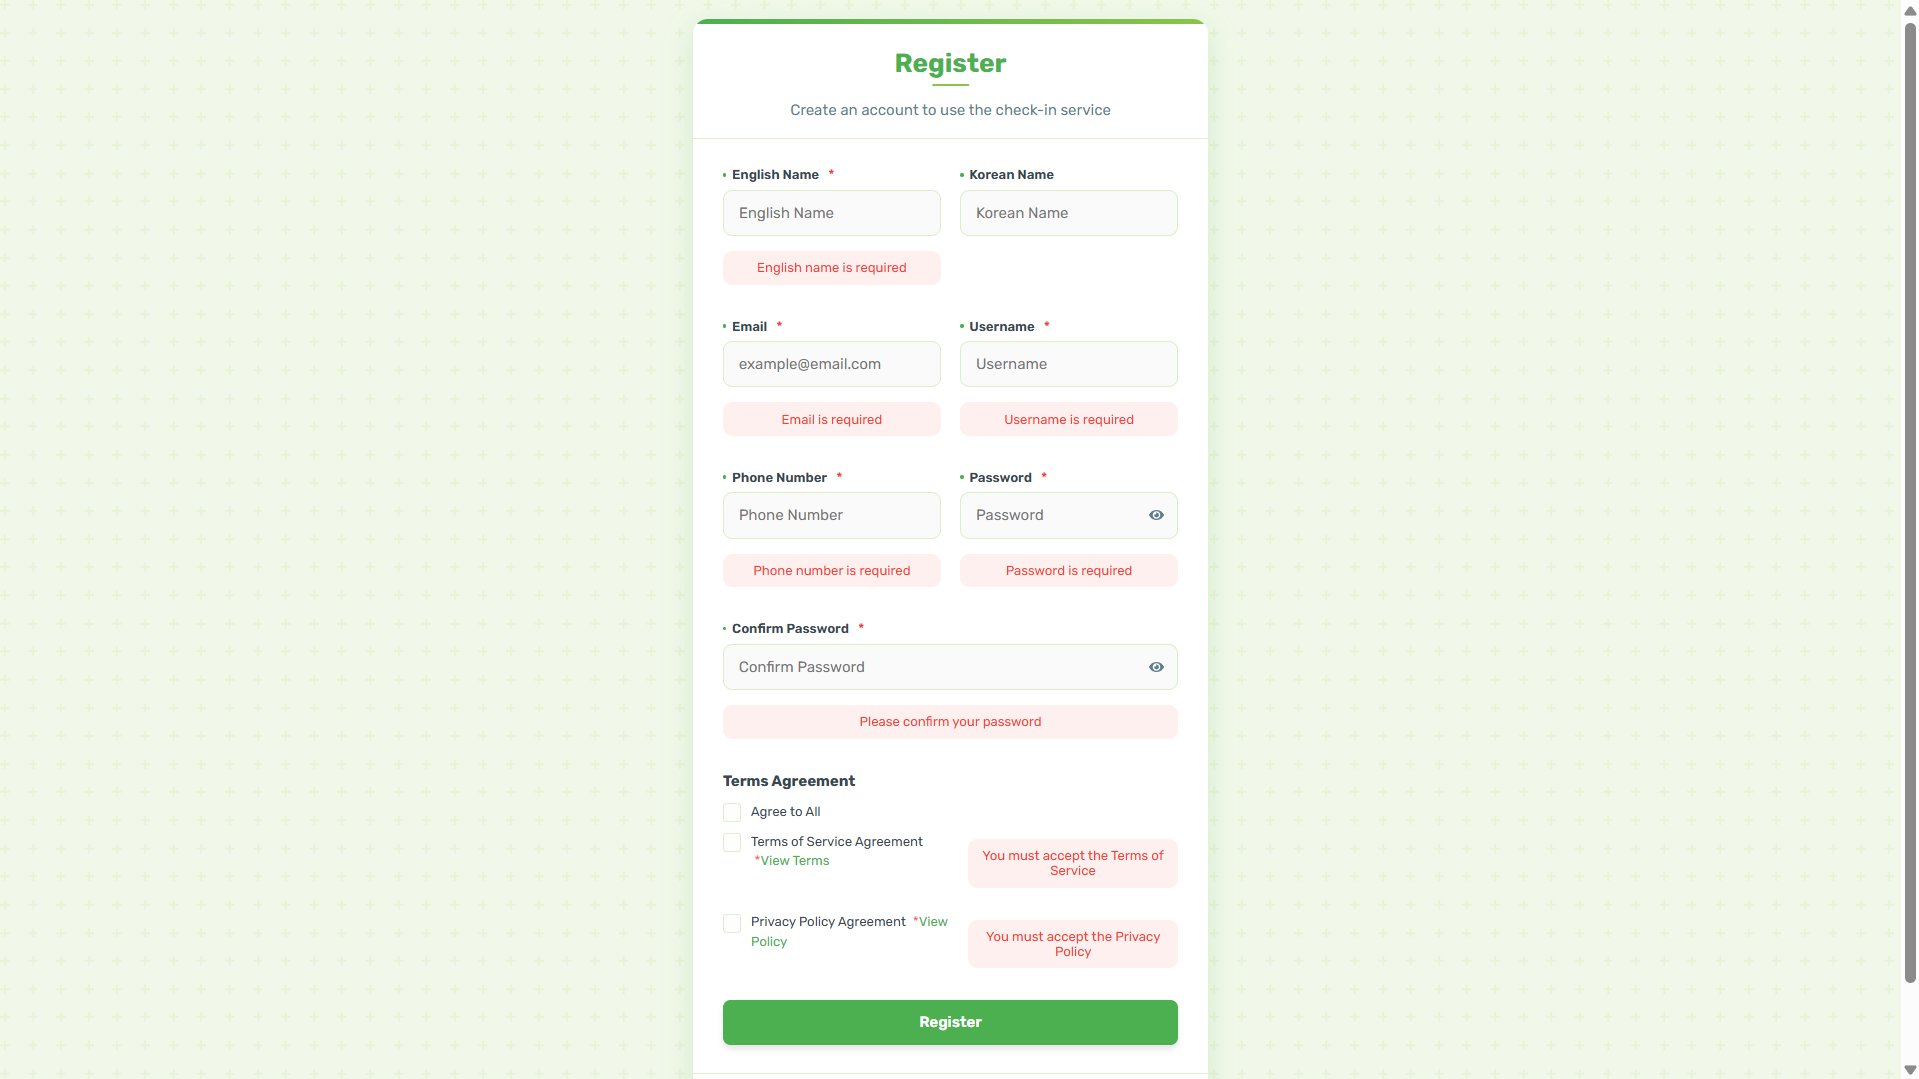 Register
Create an account to use the check-in service
English Name *
Korean Name
English Name
Korean Name
English name is required
Email *
Username *
example@email.com
Username
Email is required
Username is required
Phone Number *
Password *
Phone Number
Password
Phone number is required
Password is required
Confirm Password *
Confirm Password
Please confirm your password
Terms Agreement
Agree to All
Terms of Service Agreement
*View Terms
You must accept the Terms of
Service
Privacy Policy Agreement *View
Policy
You must accept the Privacy
Policy
Register